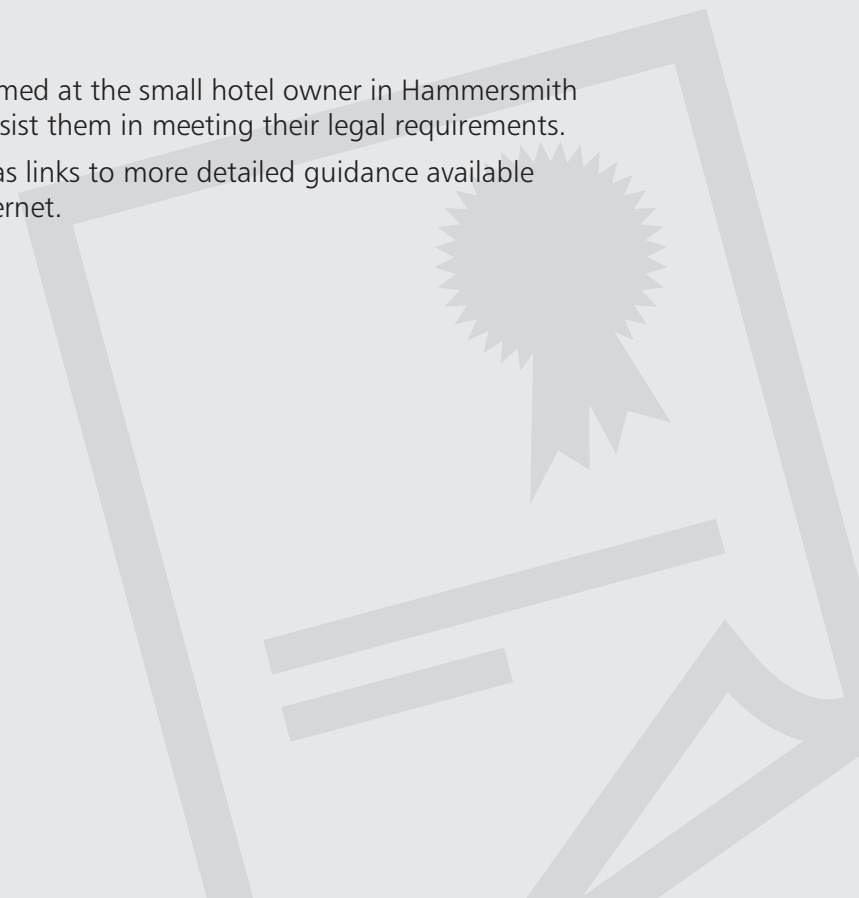 med at the small hotel owner in Hammersmith
sist them in meeting their legal requirements.
as links to more detailed guidance available
ernet.